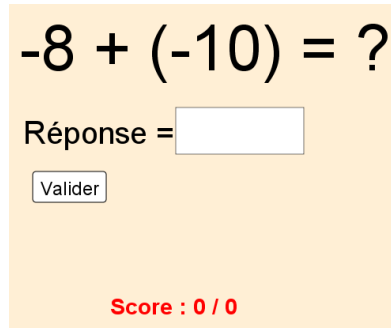 -8 + (-10) = ?
Réponse =
Valider
Score : 0 / 0